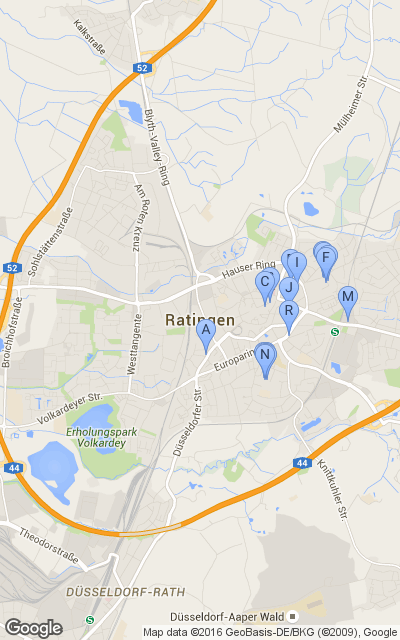 Kalkstraße
52
Blyth-Valley-Ring
Mülheimer Str.
Am Roten Kreuz
Sohlstättenstraße
52
Hauser Ring
F
I
C
J
M
R
A
N
S
Broichhofstraße
Westtangente
Ratingen
Europaring
Volkardeyer Str.
Düsseldorfer Str.
Erholungspark
Volkardey
44
44
Knittkuhler Str.
Theodorstraße
DÜSSELDORF-RATH
S
Düsseldorf-Aaper Wald
Google
Map data ©2016 GeoBasis-DE/BKG (©2009), Google